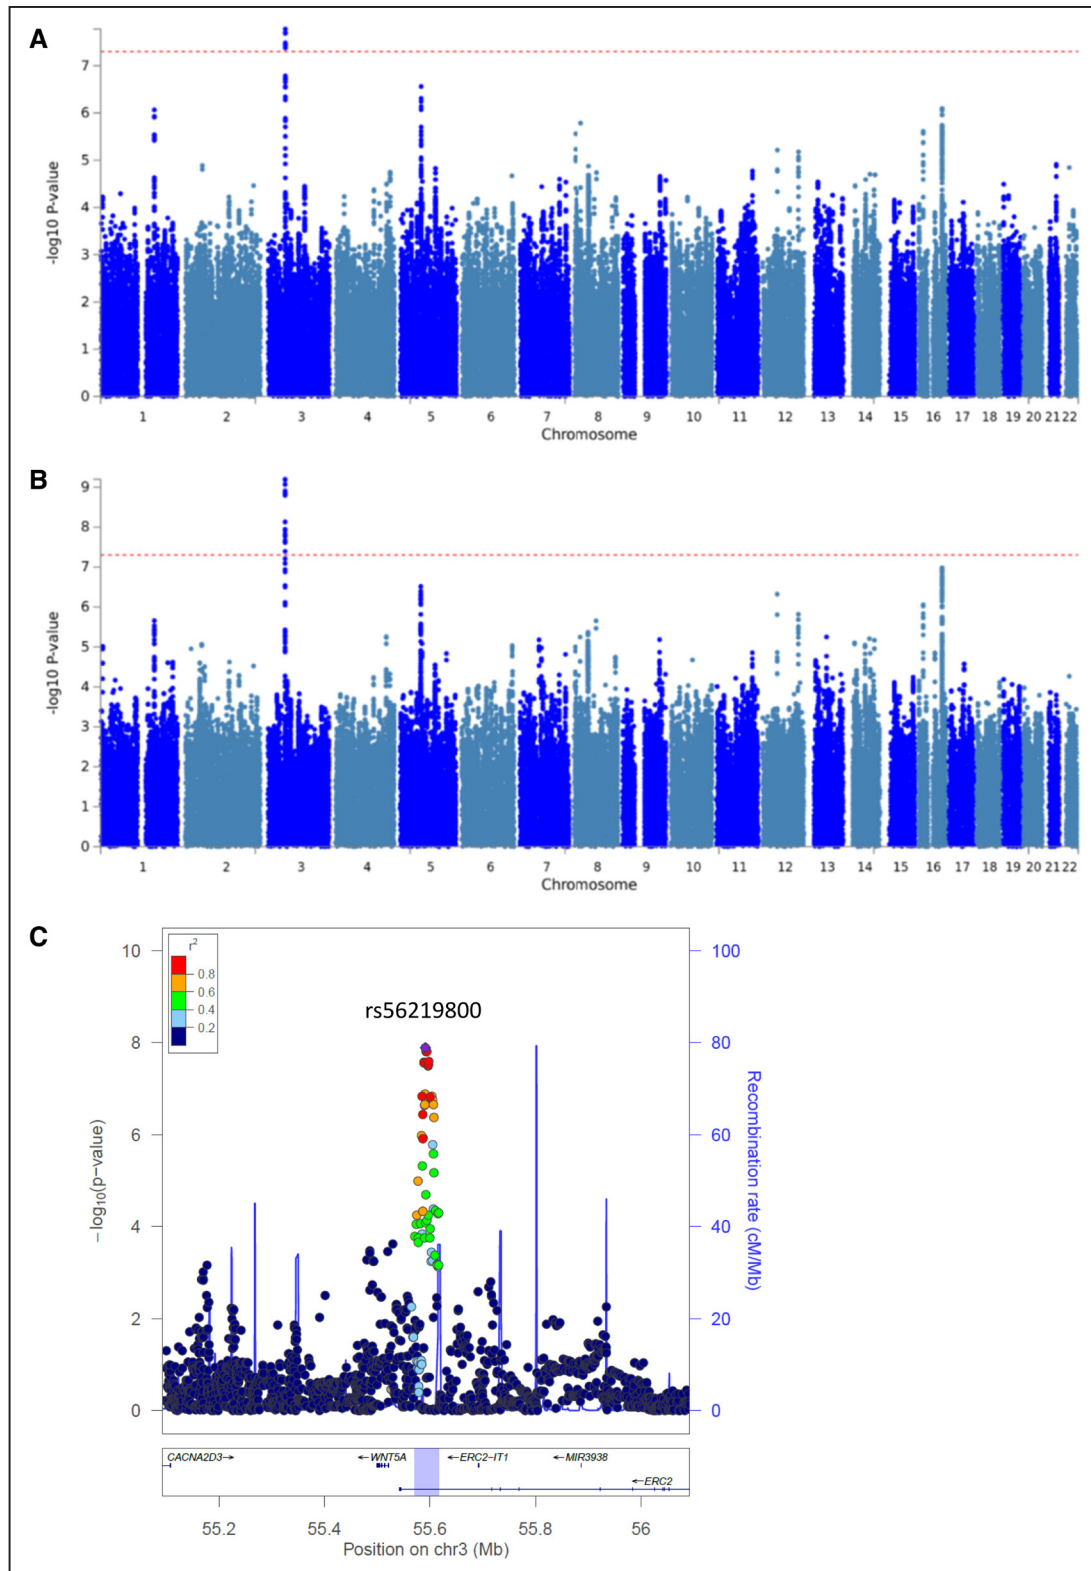 A
7
6
5
4
3
2
1
0
-log10 P-value
1 2 3 4 5 6 7 8 9 10 11 12 13 14 15 16 17 18 19 20 21 22
Chromosome
B
9
8
7
6
5
4
3
2
1
0
-log10 P-value
1 2 3 4 5 6 7 8 9 10 11 12 13 14 15 16 17 18 19 20 21 22
Chromosome
C
10
8
6
4
2
0
−log10(p−value)
r2
0.8
0.6
0.4
0.2
rs56219800
100
80
60
40
20
0
Recombination rate (cM/Mb)
CACNA2D3→ ←WNT5A ←ERC2−IT1 ←MIR3938
←ERC2
55.2 55.4 55.6 55.8 56
Position on chr3 (Mb)